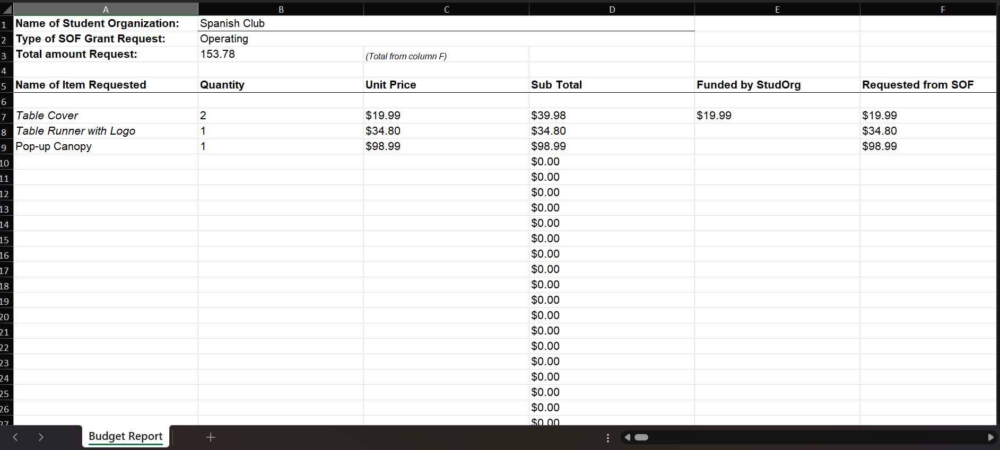 A B C D E F
1 Name of Student Organization: Spanish Club
2 Type of SOF Grant Request: Operating
3 Total amount Request: 153.78 (Total from column F)
4
5 Name of Item Requested Quantity Unit Price Sub Total Funded by StudOrg Requested from SOF
6
7 Table Cover 2 $19.99 $39.98 $19.99 $19.99
8 Table Runner with Logo 1 $34.80 $34.80 $34.80
9 Pop-up Canopy 1 $98.99 $98.99 $98.99
10 $0.00
11 $0.00
12 $0.00
13 $0.00
14 $0.00
15 $0.00
16 $0.00
17 $0.00
18 $0.00
19 $0.00
20 $0.00
21 $0.00
22 $0.00
23 $0.00
24 $0.00
25 $0.00
26 $0.00
27 $0.00
Budget Report